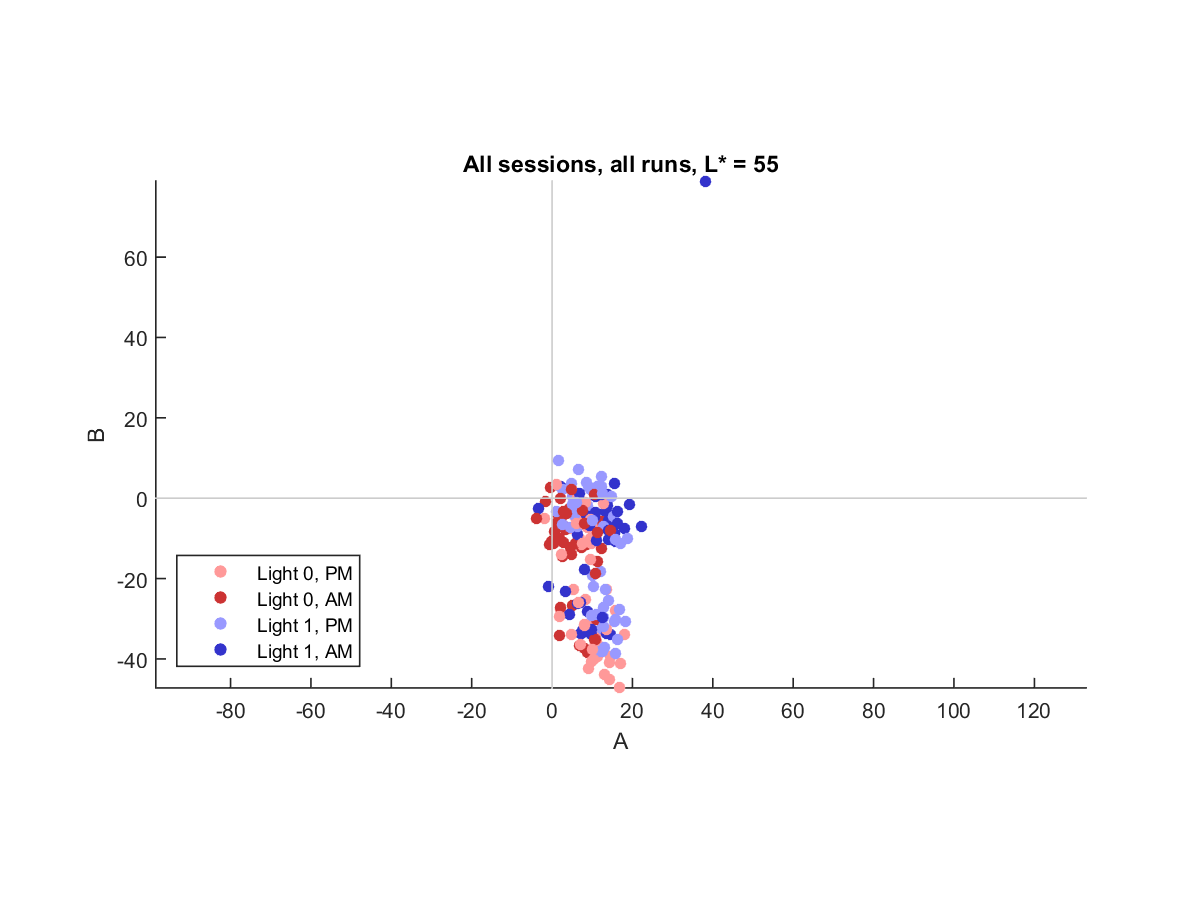 All sessions, all runs, L* = 55
60
40
20
0
-20
-40
B
Light 0, PM
Light 0, AM
Light 1, PM
Light 1, AM
-80 -60 -40 -20 0 20 40 60 80 100 120
A